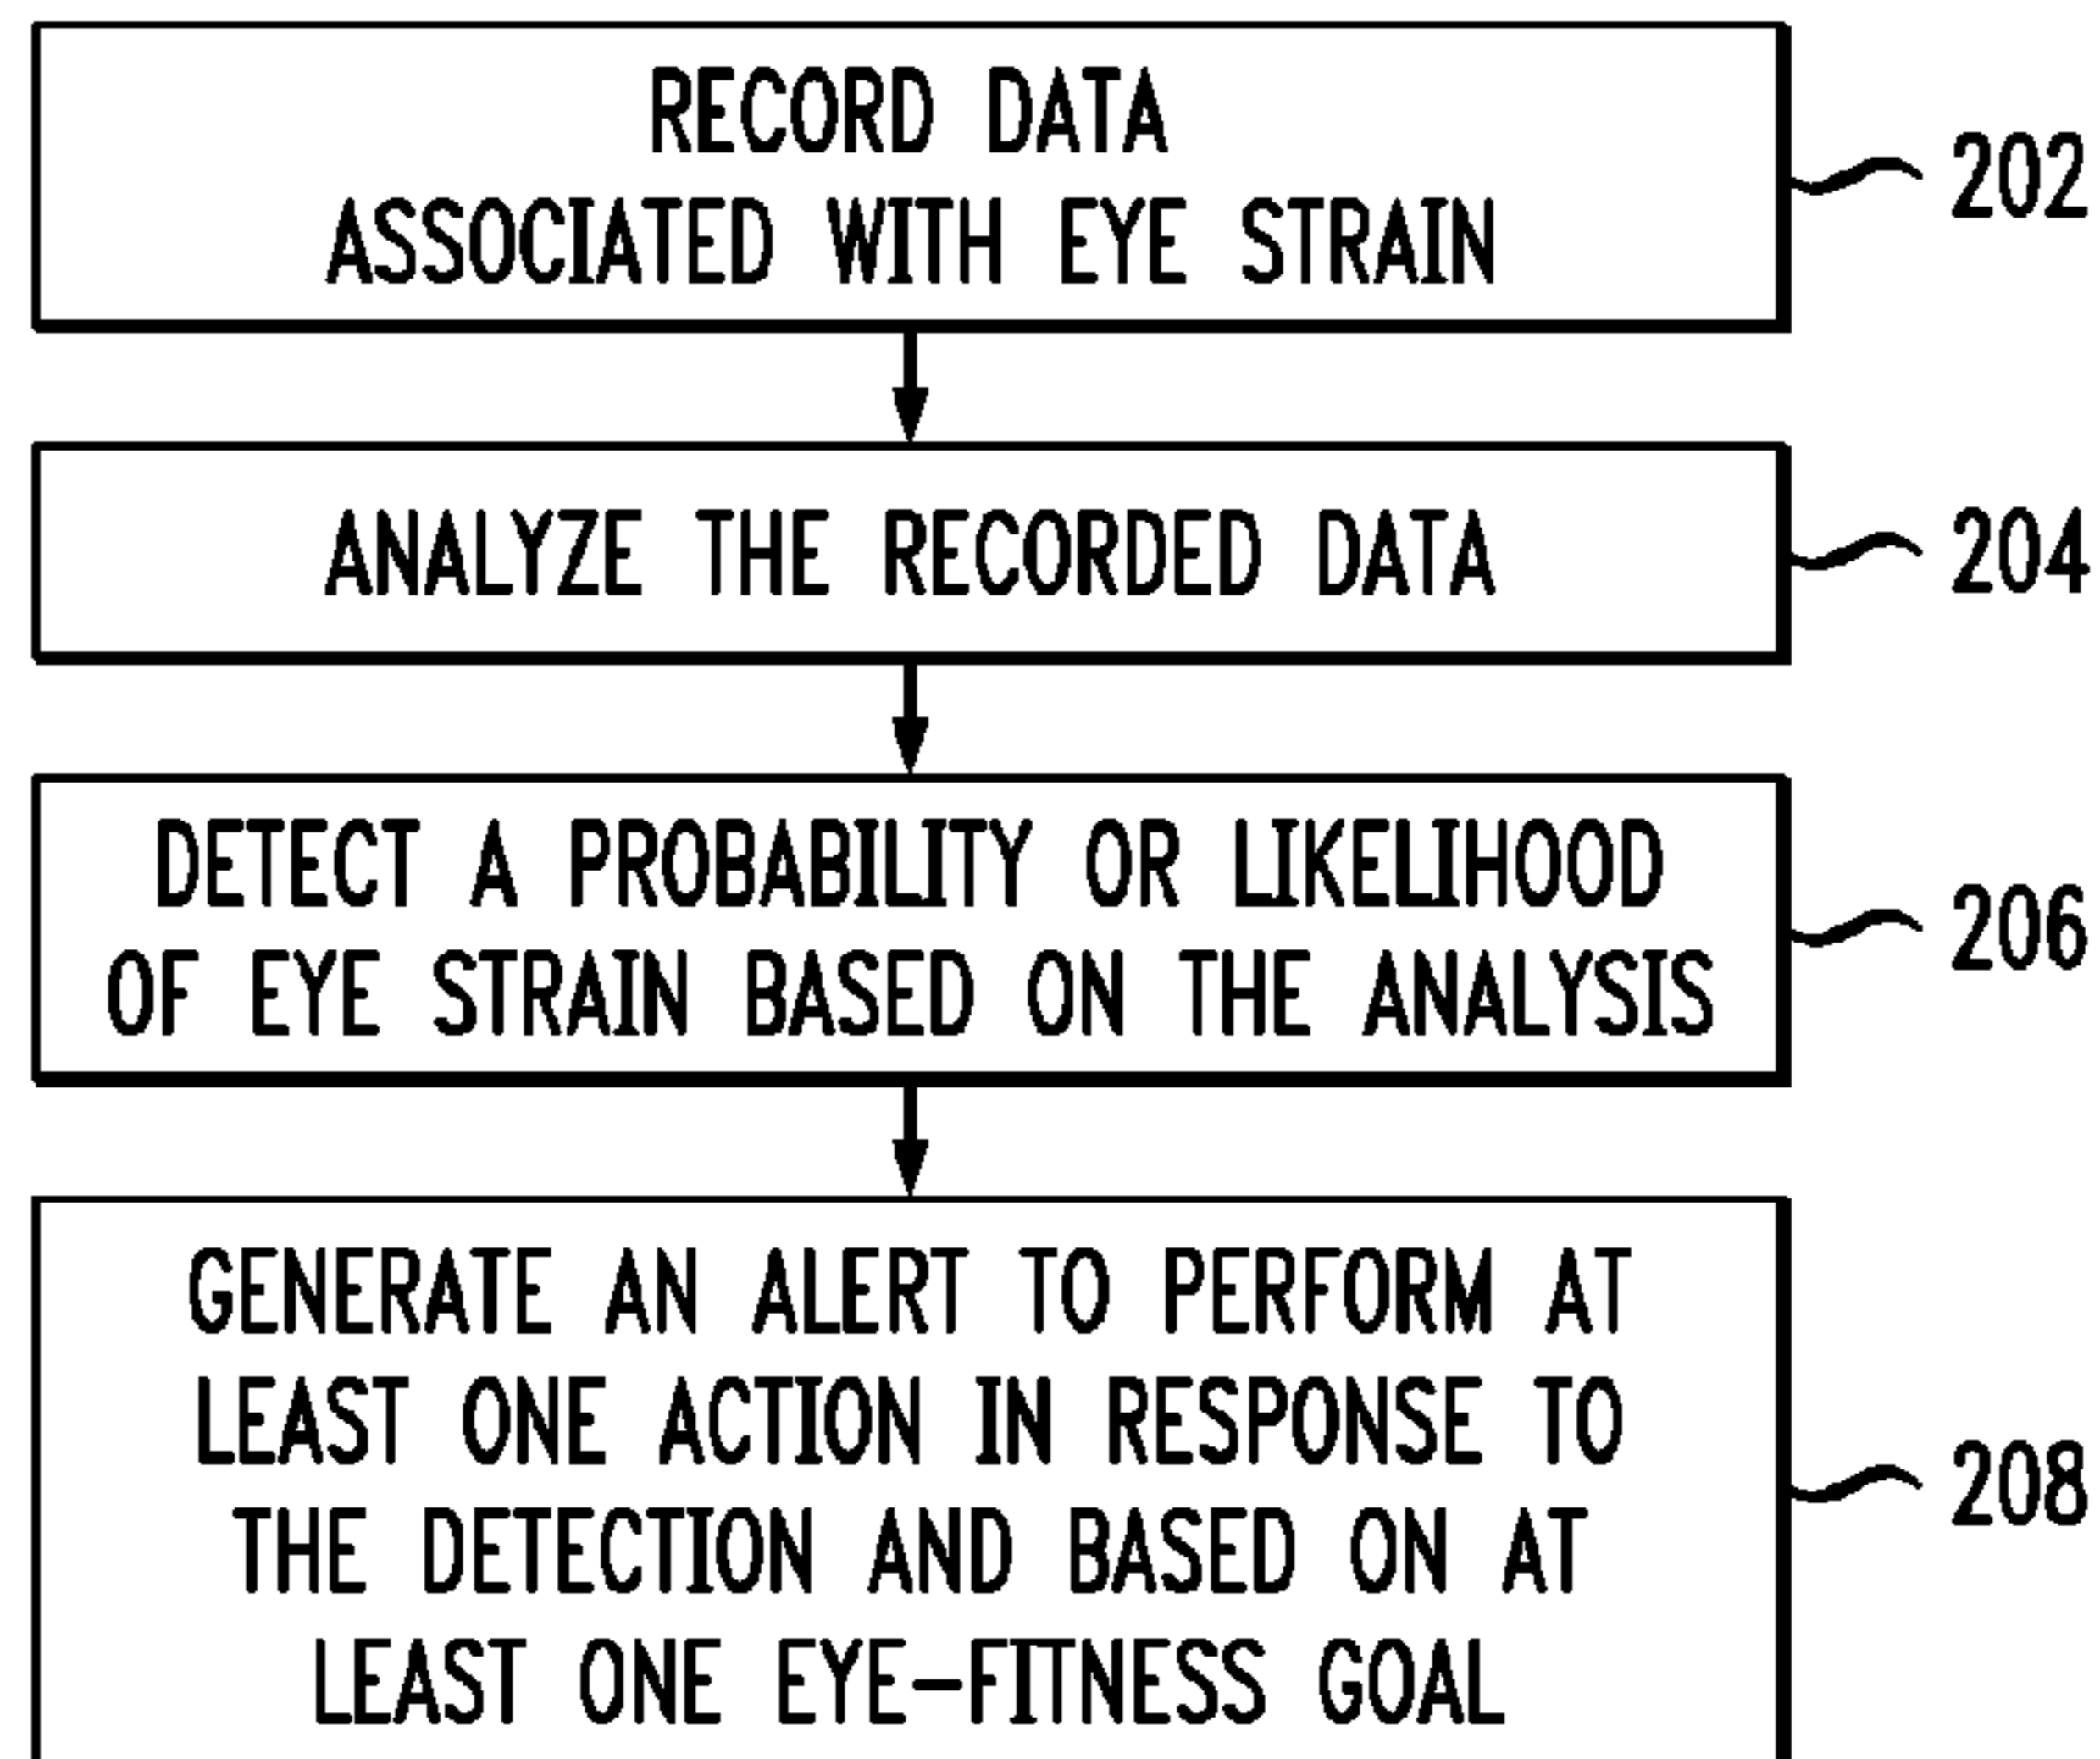 RECORD DATA
ASSOCIATED WITH EYE STRAIN
202
ANALYZE THE RECORDED DATA
204
DETECT A PROBABILITY OR LIKELIHOOD
OF EYE STRAIN BASED ON THE ANALYSIS
206
GENERATE AN ALERT TO PERFORM AT
LEAST ONE ACTION IN RESPONSE TO
THE DETECTION AND BASED ON AT
LEAST ONE EYE-FITNESS GOAL
208